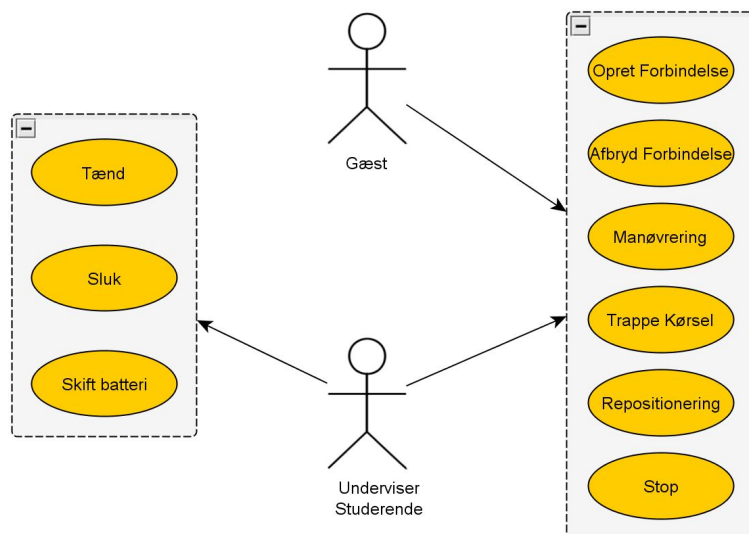 Tænd
Sluk
Skift batteri
Gæst
Underviser
Studerende
Opret Forbindelse
Afbryd Forbindelse
Manøvrering
Trappe Kørsel
Repositionering
Stop